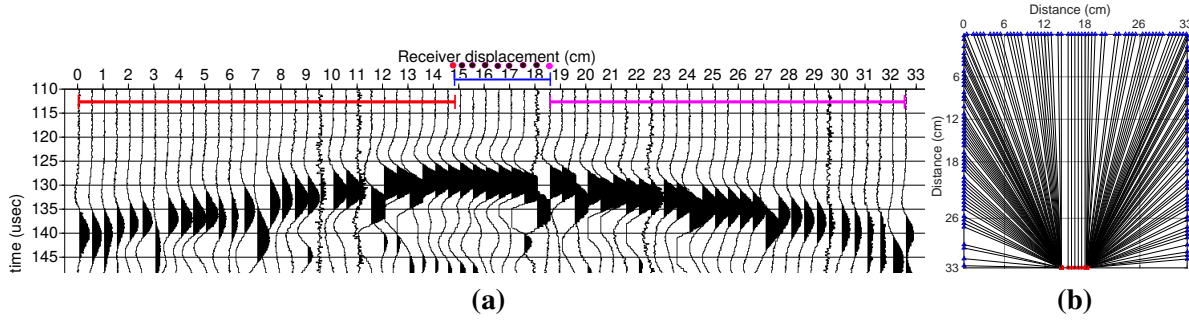 Receiver displacement (cm)
0 1 2 3 4 5 6 7 8 9 10 11 12 13 14 15 16 17 18 19 20 21 22 23 24 25 26 27 28 29 30 31 32 33
110
115
120
125
130
135
140
145
time (usec)
(a)
Distance (cm)
0 6 12 18 26 33
6
12
18
26
33
Distance (cm)
(b)